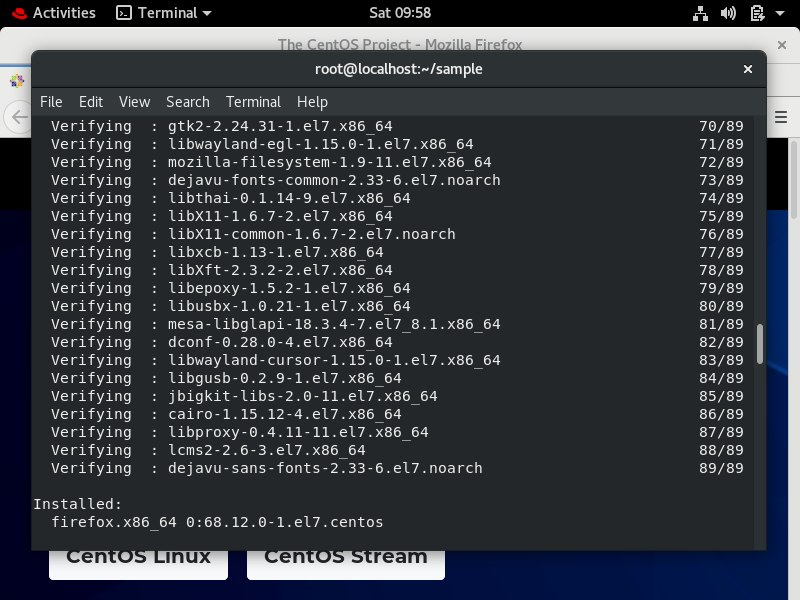 Activities Terminal Sat 09:58
The CentOS Project - Mozilla Firefox
root@localhost:~/sample
File Edit View Search Terminal Help
Verifying : gtk2-2.24.31-1.el7.x86_64 70/89
Verifying : libwayland-egl-1.15.0-1.el7.x86_64 71/89
Verifying : mozilla-filesystem-1.9-11.el7.x86_64 72/89
Verifying : dejavu-fonts-common-2.33-6.el7.noarch 73/89
Verifying : libthai-0.1.14-9.el7.x86_64 74/89
Verifying : libX11-1.6.7-2.el7.x86_64 75/89
Verifying : libX11-common-1.6.7-2.el7.noarch 76/89
Verifying : libxcb-1.13-1.el7.x86_64 77/89
Verifying : libXft-2.3.2-2.el7.x86_64 78/89
Verifying : libepoxy-1.5.2-1.el7.x86_64 79/89
Verifying : libusbx-1.0.21-1.el7.x86_64 80/89
Verifying : mesa-libglapi-18.3.4-7.el7_8.1.x86_64 81/89
Verifying : dconf-0.28.0-4.el7.x86_64 82/89
Verifying : libwayland-cursor-1.15.0-1.el7.x86_64 83/89
Verifying : libgusb-0.2.9-1.el7.x86_64 84/89
Verifying : jbigkit-libs-2.0-11.el7.x86_64 85/89
Verifying : cairo-1.15.12-4.el7.x86_64 86/89
Verifying : libproxy-0.4.11-11.el7.x86_64 87/89
Verifying : lcms2-2.6-3.el7.x86_64 88/89
Verifying : dejavu-sans-fonts-2.33-6.el7.noarch 89/89
Installed:
firefox.x86_64 0:68.12.0-1.el7.centos
CentOS Linux CentOS Stream